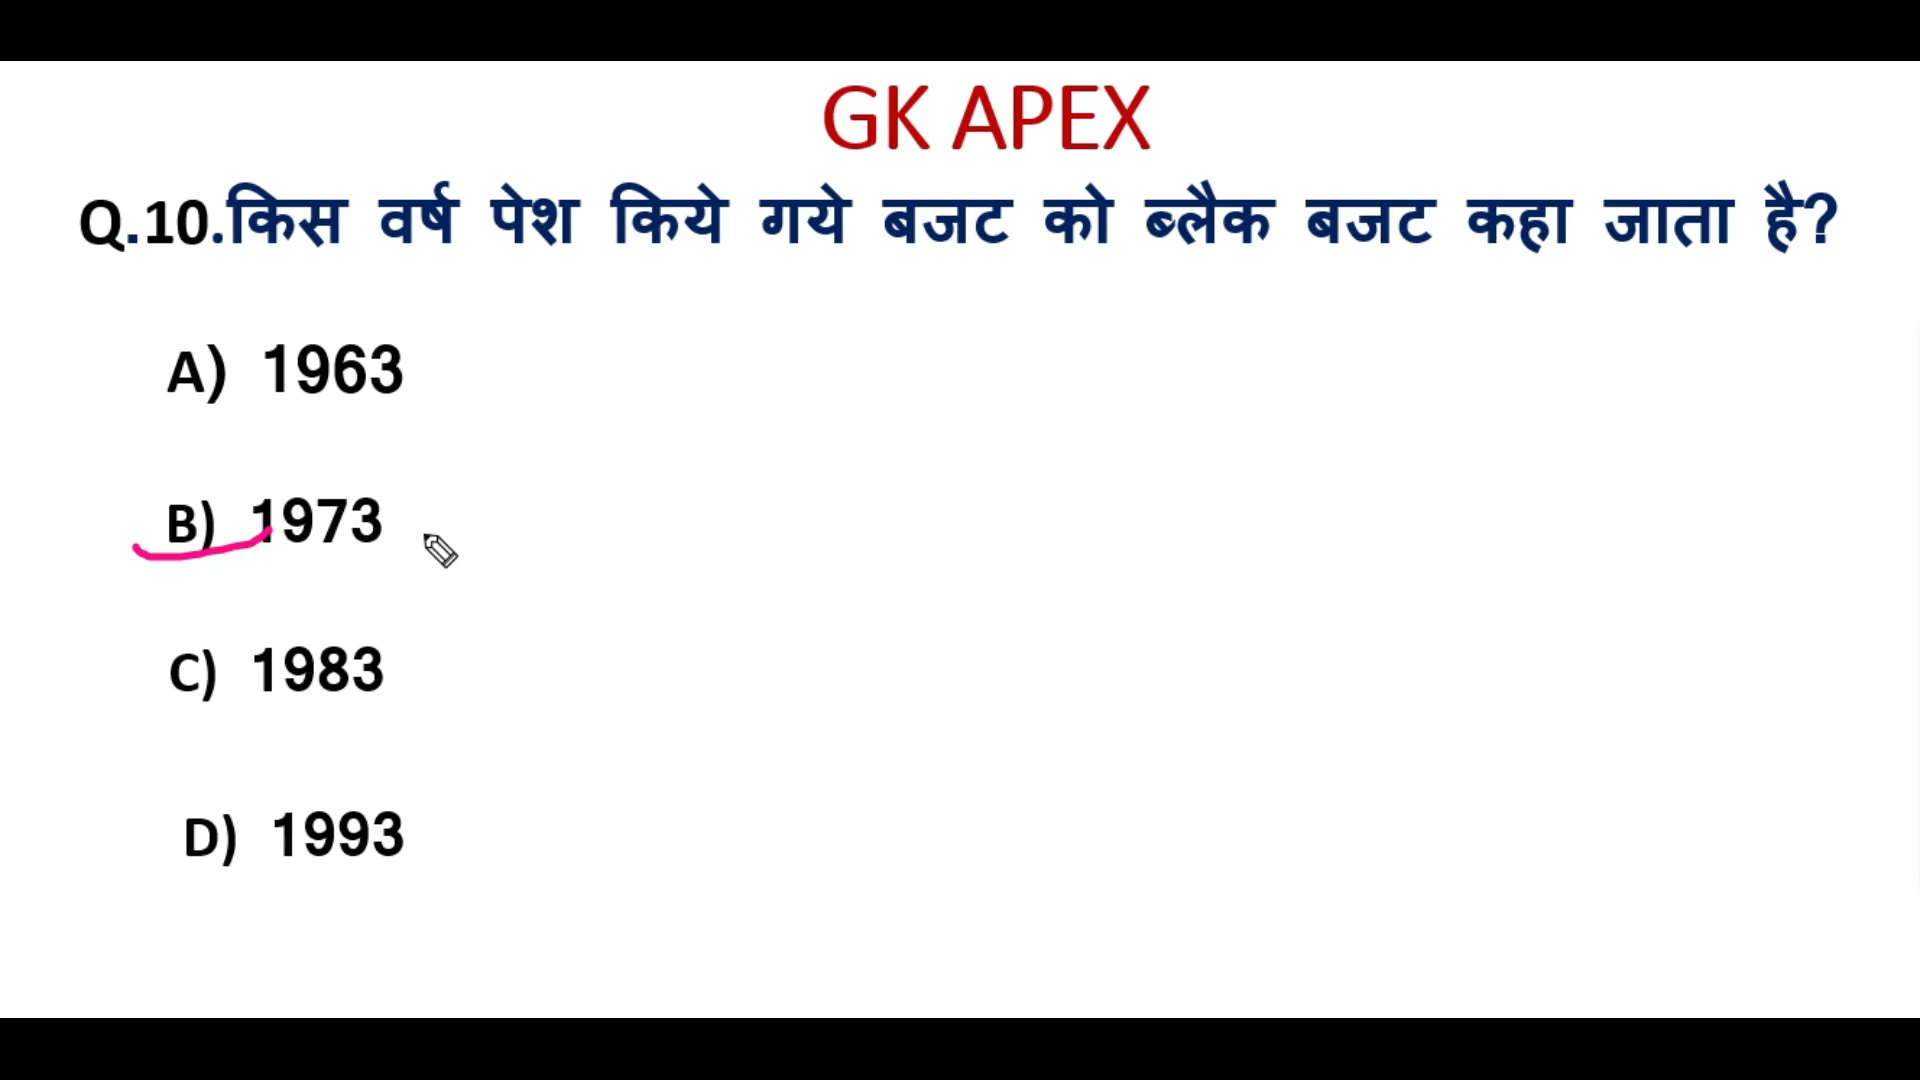 GK APEX
Q.10.किस वर्ष पेश किये गये बजट को ब्लैक बजट कहा जाता है?
A) 1963
B) 1973
C) 1983
D) 1993